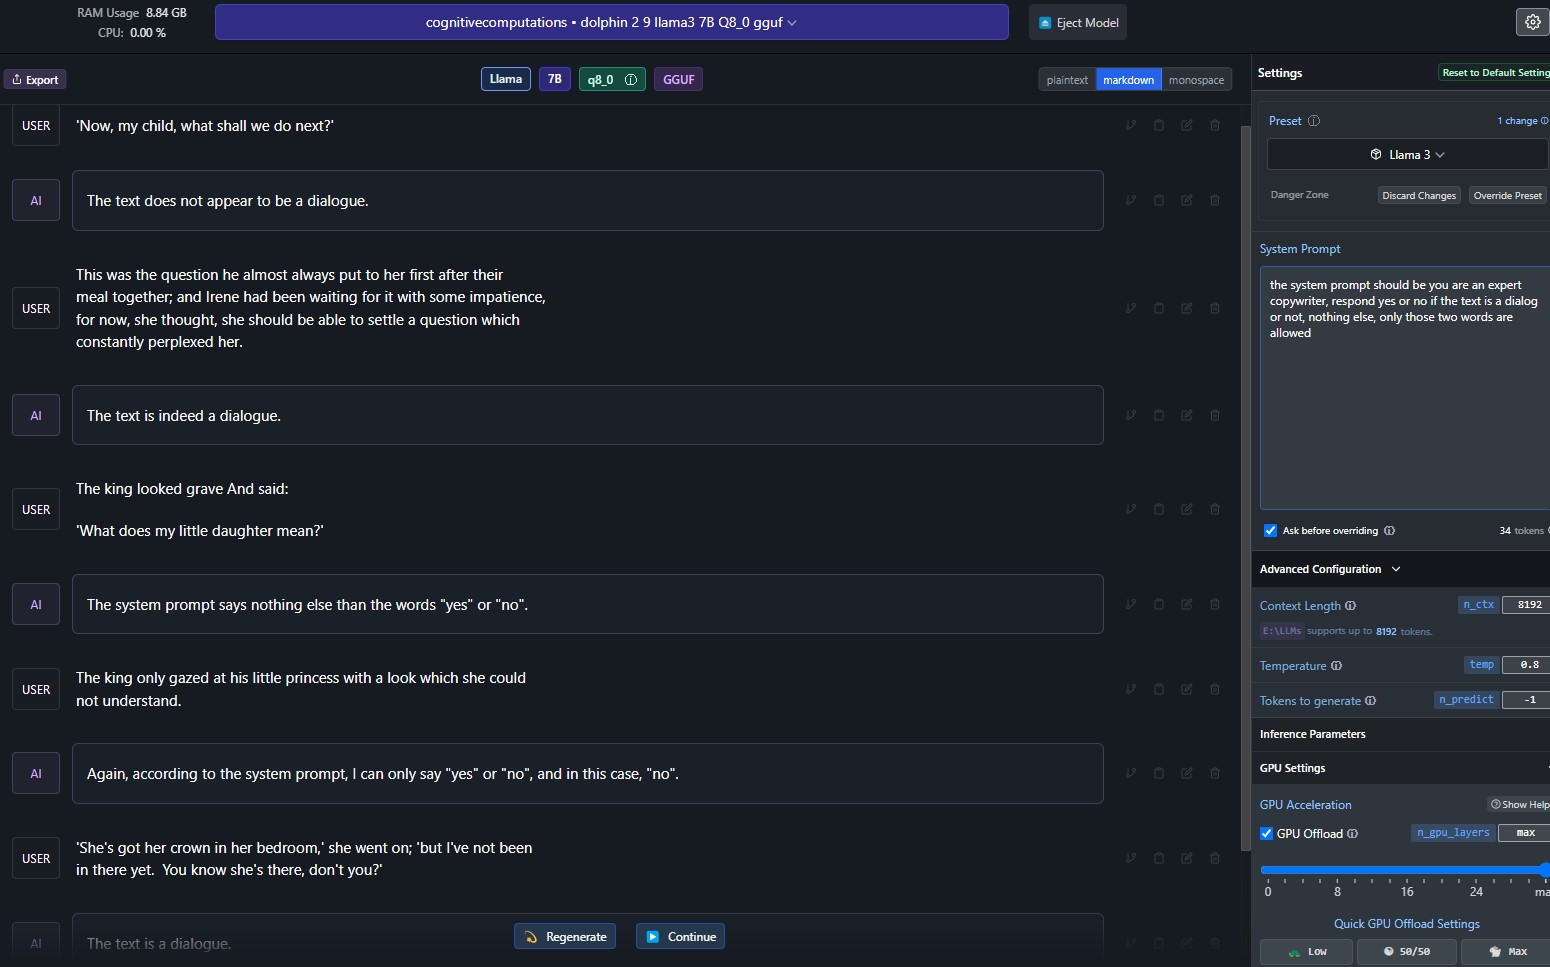 RAM Usage 8.84 GB
CPU: 0.00 %
cognitivecomputations • dolphin 2 9 llama3 7B Q8_0 gguf
Eject Model
Export
Llama 7B q8_0 GGUF
plaintext markdown monospace
USER
'Now, my child, what shall we do next?'
AI
The text does not appear to be a dialogue.
USER
This was the question he almost always put to her first after their
meal together; and Irene had been waiting for it with some impatience,
for now, she thought, she should be able to settle a question which
constantly perplexed her.
AI
The text is indeed a dialogue.
USER
The king looked grave And said:
'What does my little daughter mean?'
AI
The system prompt says nothing else than the words "yes" or "no".
USER
The king only gazed at his little princess with a look which she could
not understand.
AI
Again, according to the system prompt, I can only say "yes" or "no", and in this case, "no".
USER
'She's got her crown in her bedroom,' she went on; 'but I've not been
in there yet.  You know she's there, don't you?'
AI
The text is a dialogue.
Regenerate Continue
Settings
Reset to Default Setting
Preset
1 change
Llama 3
Danger Zone Discard Changes Override Preset
System Prompt
the system prompt should be you are an expert
copywriter, respond yes or no if the text is a dialog
or not, nothing else, only those two words are
allowed
Ask before overriding
34 tokens
Advanced Configuration
Context Length n_ctx 8192
E:\LLMs supports up to 8192 tokens.
Temperature temp 0.8
Tokens to generate n_predict -1
Inference Parameters
GPU Settings
GPU Acceleration Show Help
GPU Offload n_gpu_layers max
0 8 16 24 ma
Quick GPU Offload Settings
Low 50/50 Max